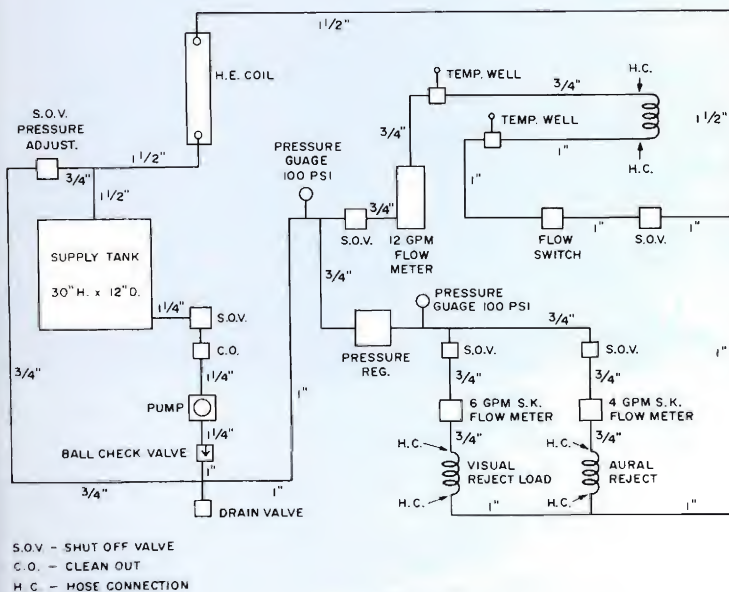 1 1/2"
H.E. COIL
TEMP. WELL
3/4"
H.C.
S.O.V.
PRESSURE
ADJUST.
3/4"
TEMP. WELL
1 1/2"
1 1/2"
PRESSURE
GUAGE
100 PSI
1"
H.C.
3/4"
1 1/2"
3/4"
1"
S.O.V.
12 GPM
FLOW
METER
1"
FLOW
SWITCH
1"
S.O.V.
1"
SUPPLY TANK
30" H. x 12" D.
1 1/4"
S.O.V.
3/4"
PRESSURE
GUAGE 100 PSI
3/4"
C.O.
PRESSURE
REG.
S.O.V.
S.O.V.
1"
3/4"
1 1/4"
1"
3/4"
3/4"
PUMP
6 GPM S.K.
FLOW METER
4 GPM S.K.
FLOW METER
1 1/4"
3/4"
3/4"
BALL CHECK VALVE
H.C.
H.C.
1"
VISUAL
REJECT LOAD
AURAL
REJECT
3/4"
1"
H.C.
H.C.
DRAIN VALVE
1"
1"
S.O.V. - SHUT OFF VALVE
C.O. - CLEAN OUT
H.C. - HOSE CONNECTION